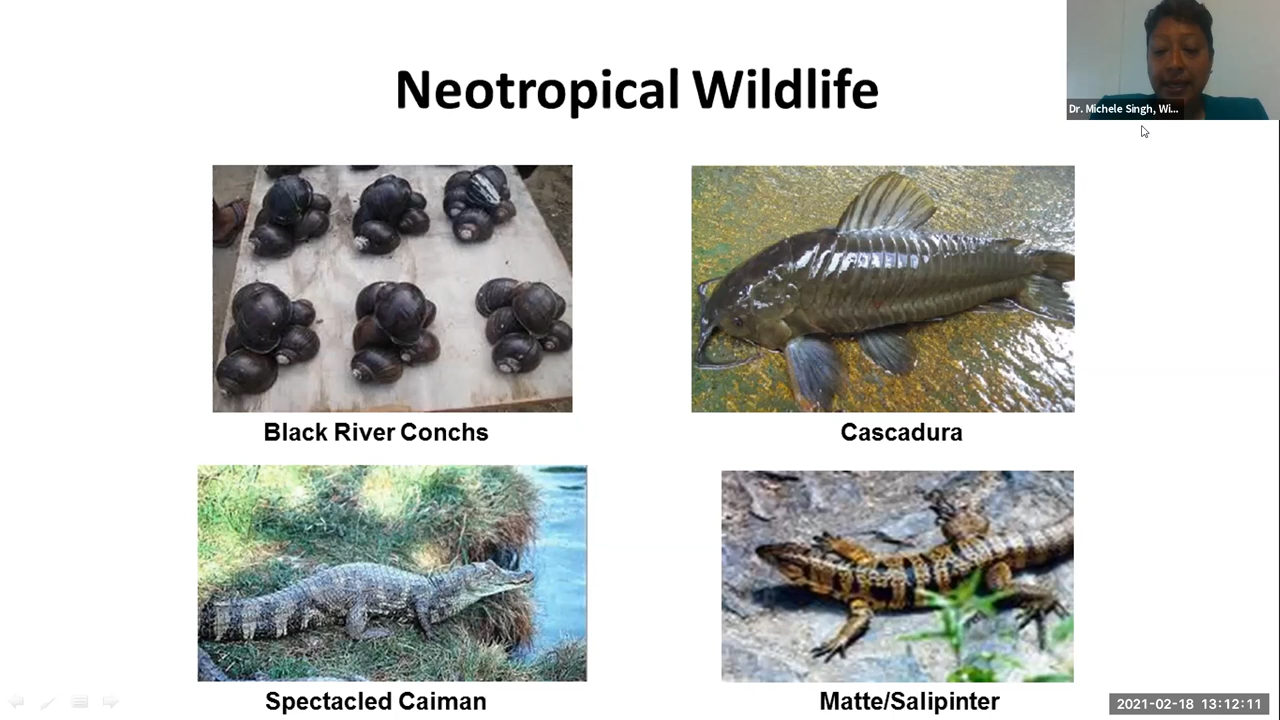 Neotropical Wildlife
Dr. Michele Singh, Wi...
Black River Conchs
Cascadura
Spectacled Caiman
Matte/Salipinter
2021-02-18 13:12:11